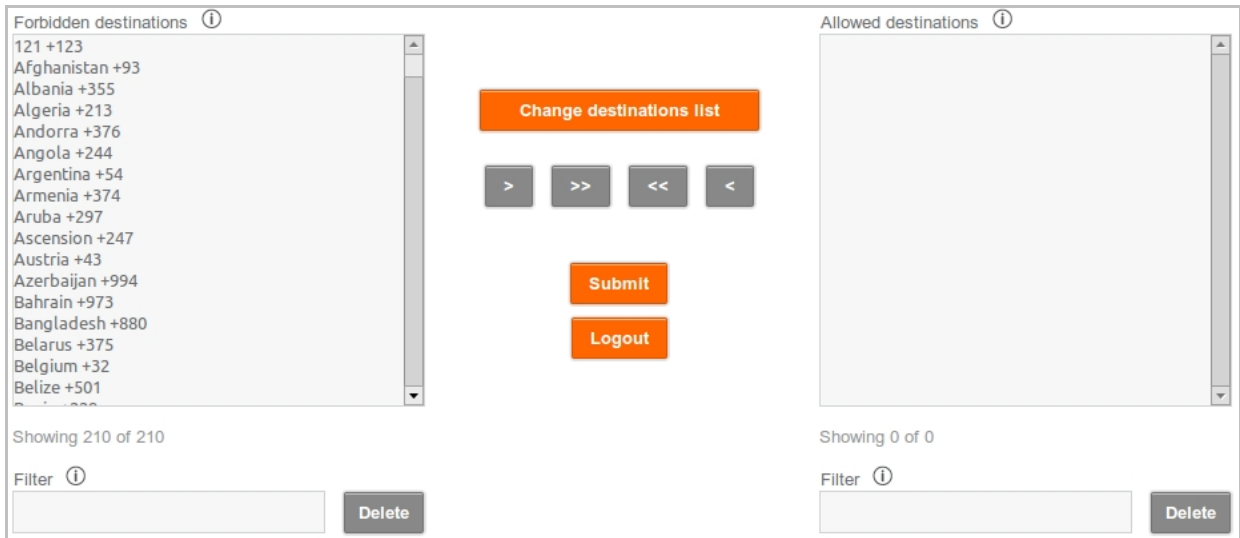 Forbidden destinations
121 +123
Afghanistan +93
Albania +355
Algeria +213
Andorra +376
Angola +244
Argentina +54
Armenia +374
Aruba +297
Ascension +247
Austria +43
Azerbaijan +994
Bahrain +973
Bangladesh +880
Belarus +375
Belgium +32
Belize +501
Showing 210 of 210
Filter
Delete
Change destinations list
> >> << <
Submit
Logout
Allowed destinations
Showing 0 of 0
Filter
Delete